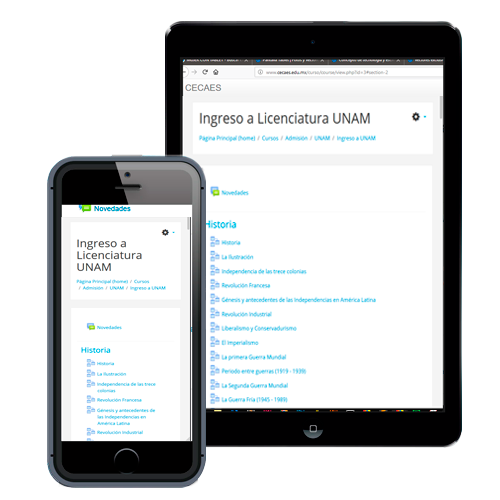 www.cecaes.edu.mx/curso/course/view.php?id=3#section-2
CECAES
Ingreso a Licenciatura UNAM
Página Principal (home) / Cursos / Admisión / UNAM / Ingreso a UNAM
Novedades
Historia
Historia
La Ilustración
Independencia de las trece colonias
Revolución Francesa
Génesis y antecedentes de las independencias en América Latina
Revolución Industrial
Liberalismo y Conservadurismo
El Imperialismo
La primera Guerra Mundial
Periodo entre guerras (1919 - 1939)
La Segunda Guerra Mundial
La Guerra Fría (1945 - 1989)
Novedades
Ingreso a
Licenciatura
UNAM
Página Principal (home) / Cursos
/ Admisión / UNAM / Ingreso a UNAM
Novedades
Historia
Historia
La Ilustración
Independencia de las trece
colonias
Revolución Francesa
Génesis y antecedentes de
las independencias en
América Latina
Revolución Industrial